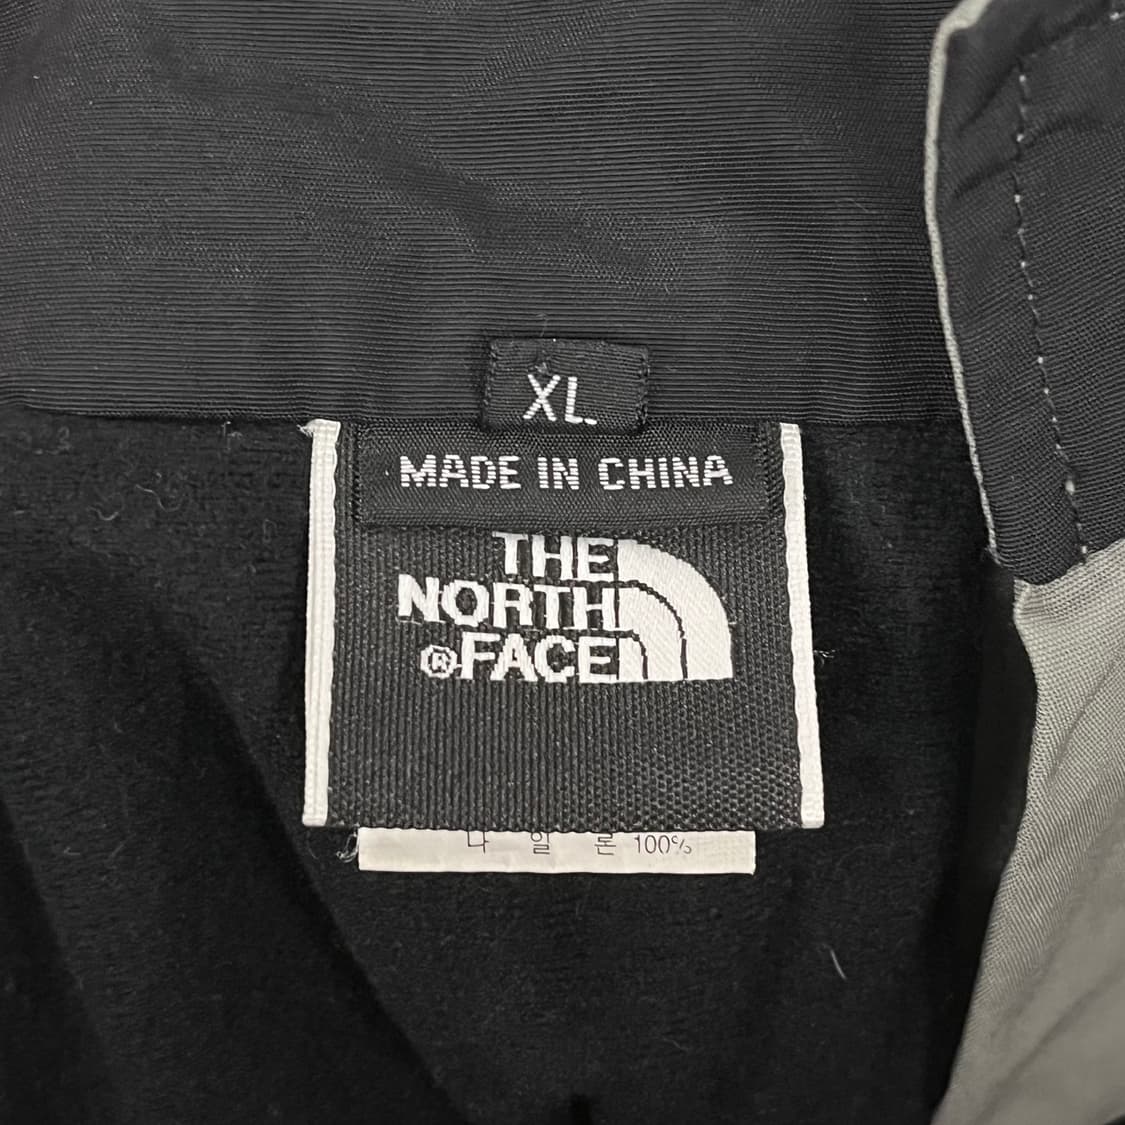 XL
MADE IN CHINA
THE
NORTH
®FACE
나 일 론 100%